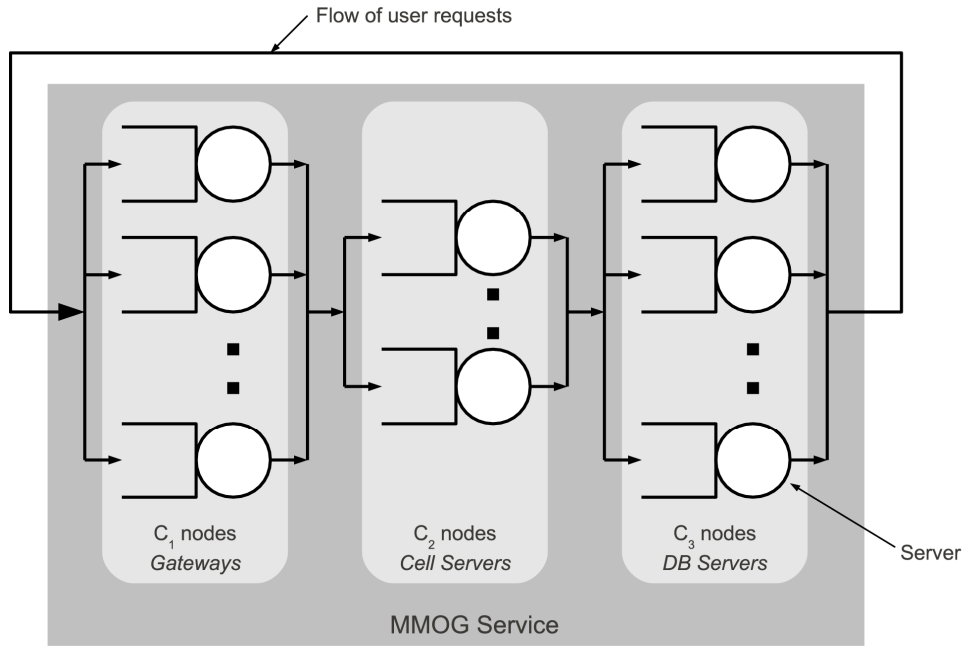 Flow of user requests
C₁ nodes
Gateways
C₂ nodes
Cell Servers
C₃ nodes
DB Servers
Server
MMOG Service